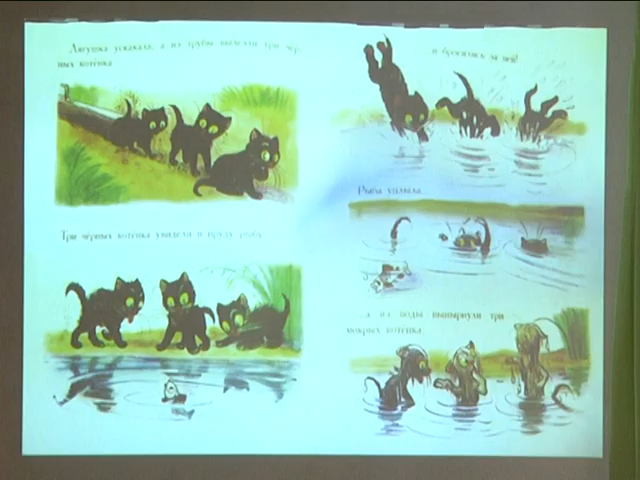 Лягушка ускакала, а из трубы вылезли три чёр-
ных котёнка.
Три чёрных котёнка увидели в пруду рыбу
и бросились за ней!
Рыба уплыла...
...а из воды вынырнули три
мокрых котёнка.